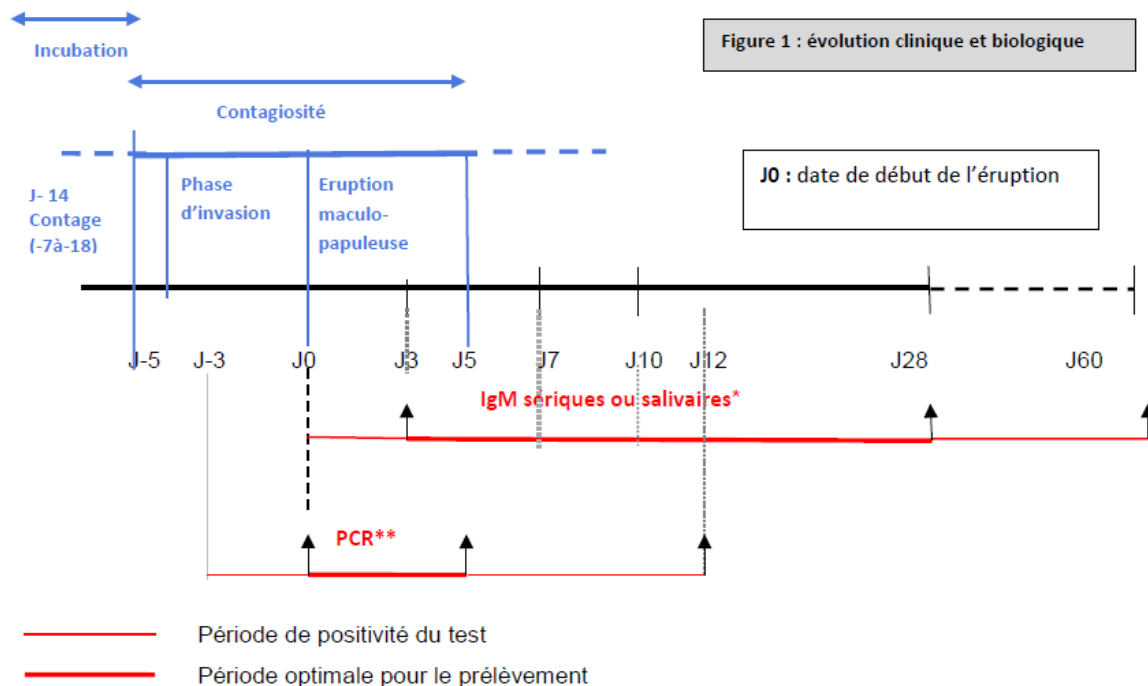 Incubation
Figure 1 : évolution clinique et biologique
Contagiosité
J0 : date de début de l'éruption
J- 14
Contage
(-7à-18)
Phase
d'invasion
Eruption
maculo-
papuleuse
J-5 J-3 J0 J3 J5 J7 J10 J12 J28 J60
IgM sériques ou salivaires*
PCR**
Période de positivité du test
Période optimale pour le prélèvement